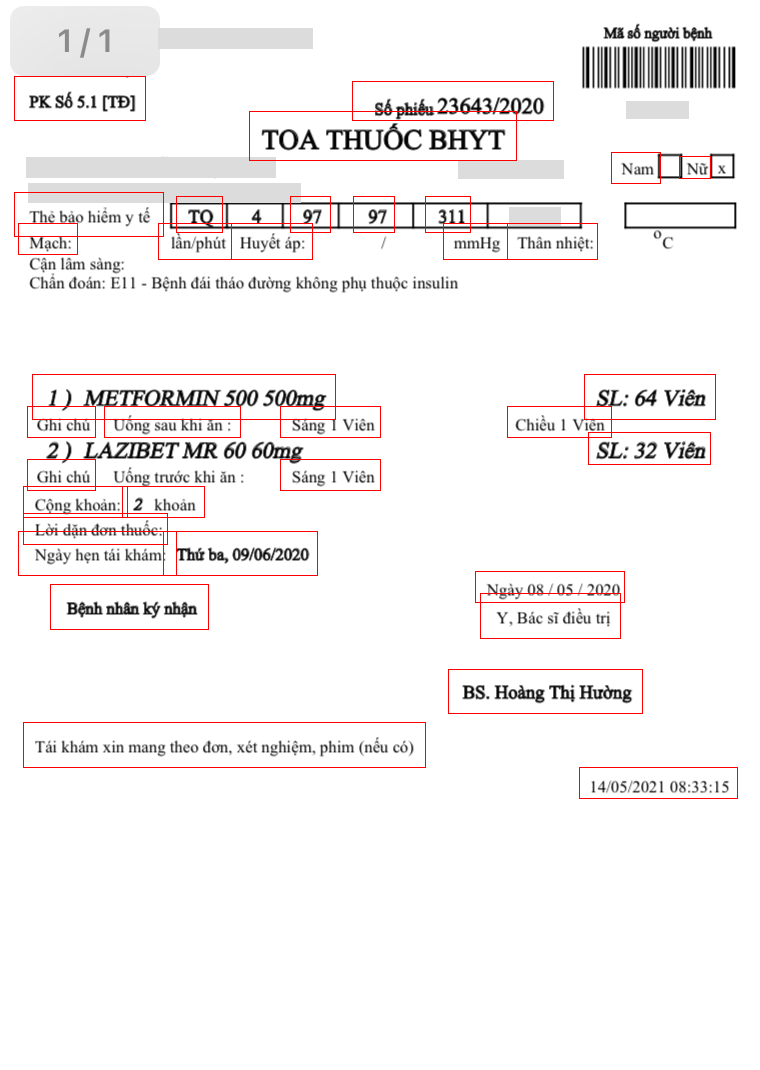 1/1
Mã số người bệnh
PK Số 5.1 [TĐ]
Số phiếu 23643/2020
TOA THUỐC BHYT
Nam Nữ x
Thẻ bảo hiểm y tế TQ 4 97 97 311
Mạch: lần/phút Huyết áp: / mmHg Thân nhiệt: oC
Cận lâm sàng:
Chẩn đoán: E11 - Bệnh đái tháo đường không phụ thuộc insulin
1 ) METFORMIN 500 500mg SL: 64 Viên
Ghi chú Uống sau khi ăn : Sáng 1 Viên Chiều 1 Viên
2 ) LAZIBET MR 60 60mg SL: 32 Viên
Ghi chú Uống trước khi ăn : Sáng 1 Viên
Cộng khoản: 2 khoản
Lời dặn đơn thuốc:
Ngày hẹn tái khám: Thứ ba, 09/06/2020
Ngày 08 / 05 / 2020
Bệnh nhân ký nhận Y, Bác sĩ điều trị
BS. Hoàng Thị Hường
Tái khám xin mang theo đơn, xét nghiệm, phim (nếu có)
14/05/2021 08:33:15